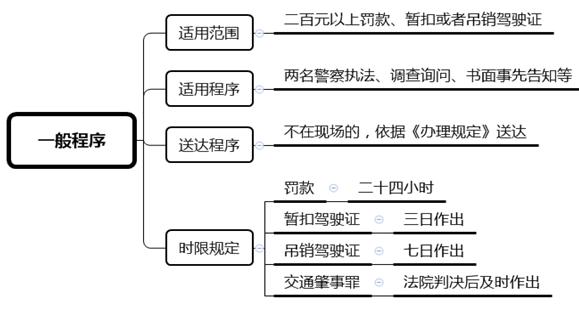 一般程序
适用范围
二百元以上罚款、暂扣或者吊销驾驶证
适用程序
两名警察执法、调查询问、书面事先告知等
送达程序
不在现场的，依据《办理规定》送达
时限规定
罚款 二十四小时
暂扣驾驶证 三日作出
吊销驾驶证 七日作出
交通肇事罪 法院判决后及时作出